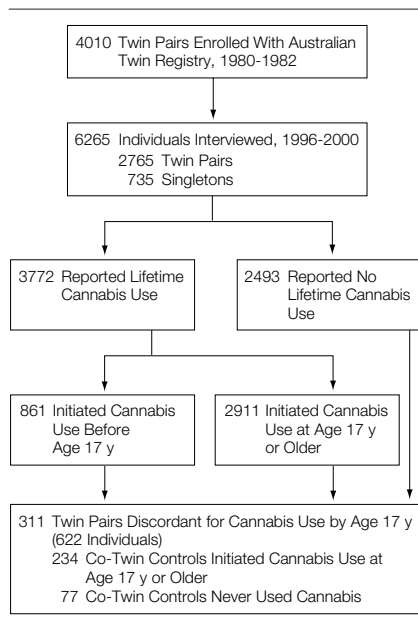 4010 Twin Pairs Enrolled With Australian
Twin Registry, 1980-1982
6265 Individuals Interviewed, 1996-2000
2765 Twin Pairs
735 Singletons
3772 Reported Lifetime
Cannabis Use
2493 Reported No
Lifetime Cannabis
Use
861 Initiated Cannabis
Use Before
Age 17 y
2911 Initiated Cannabis
Use at Age 17 y
or Older
311 Twin Pairs Discordant for Cannabis Use by Age 17 y
(622 Individuals)
234 Co-Twin Controls Initiated Cannabis Use at
Age 17 y or Older
77 Co-Twin Controls Never Used Cannabis